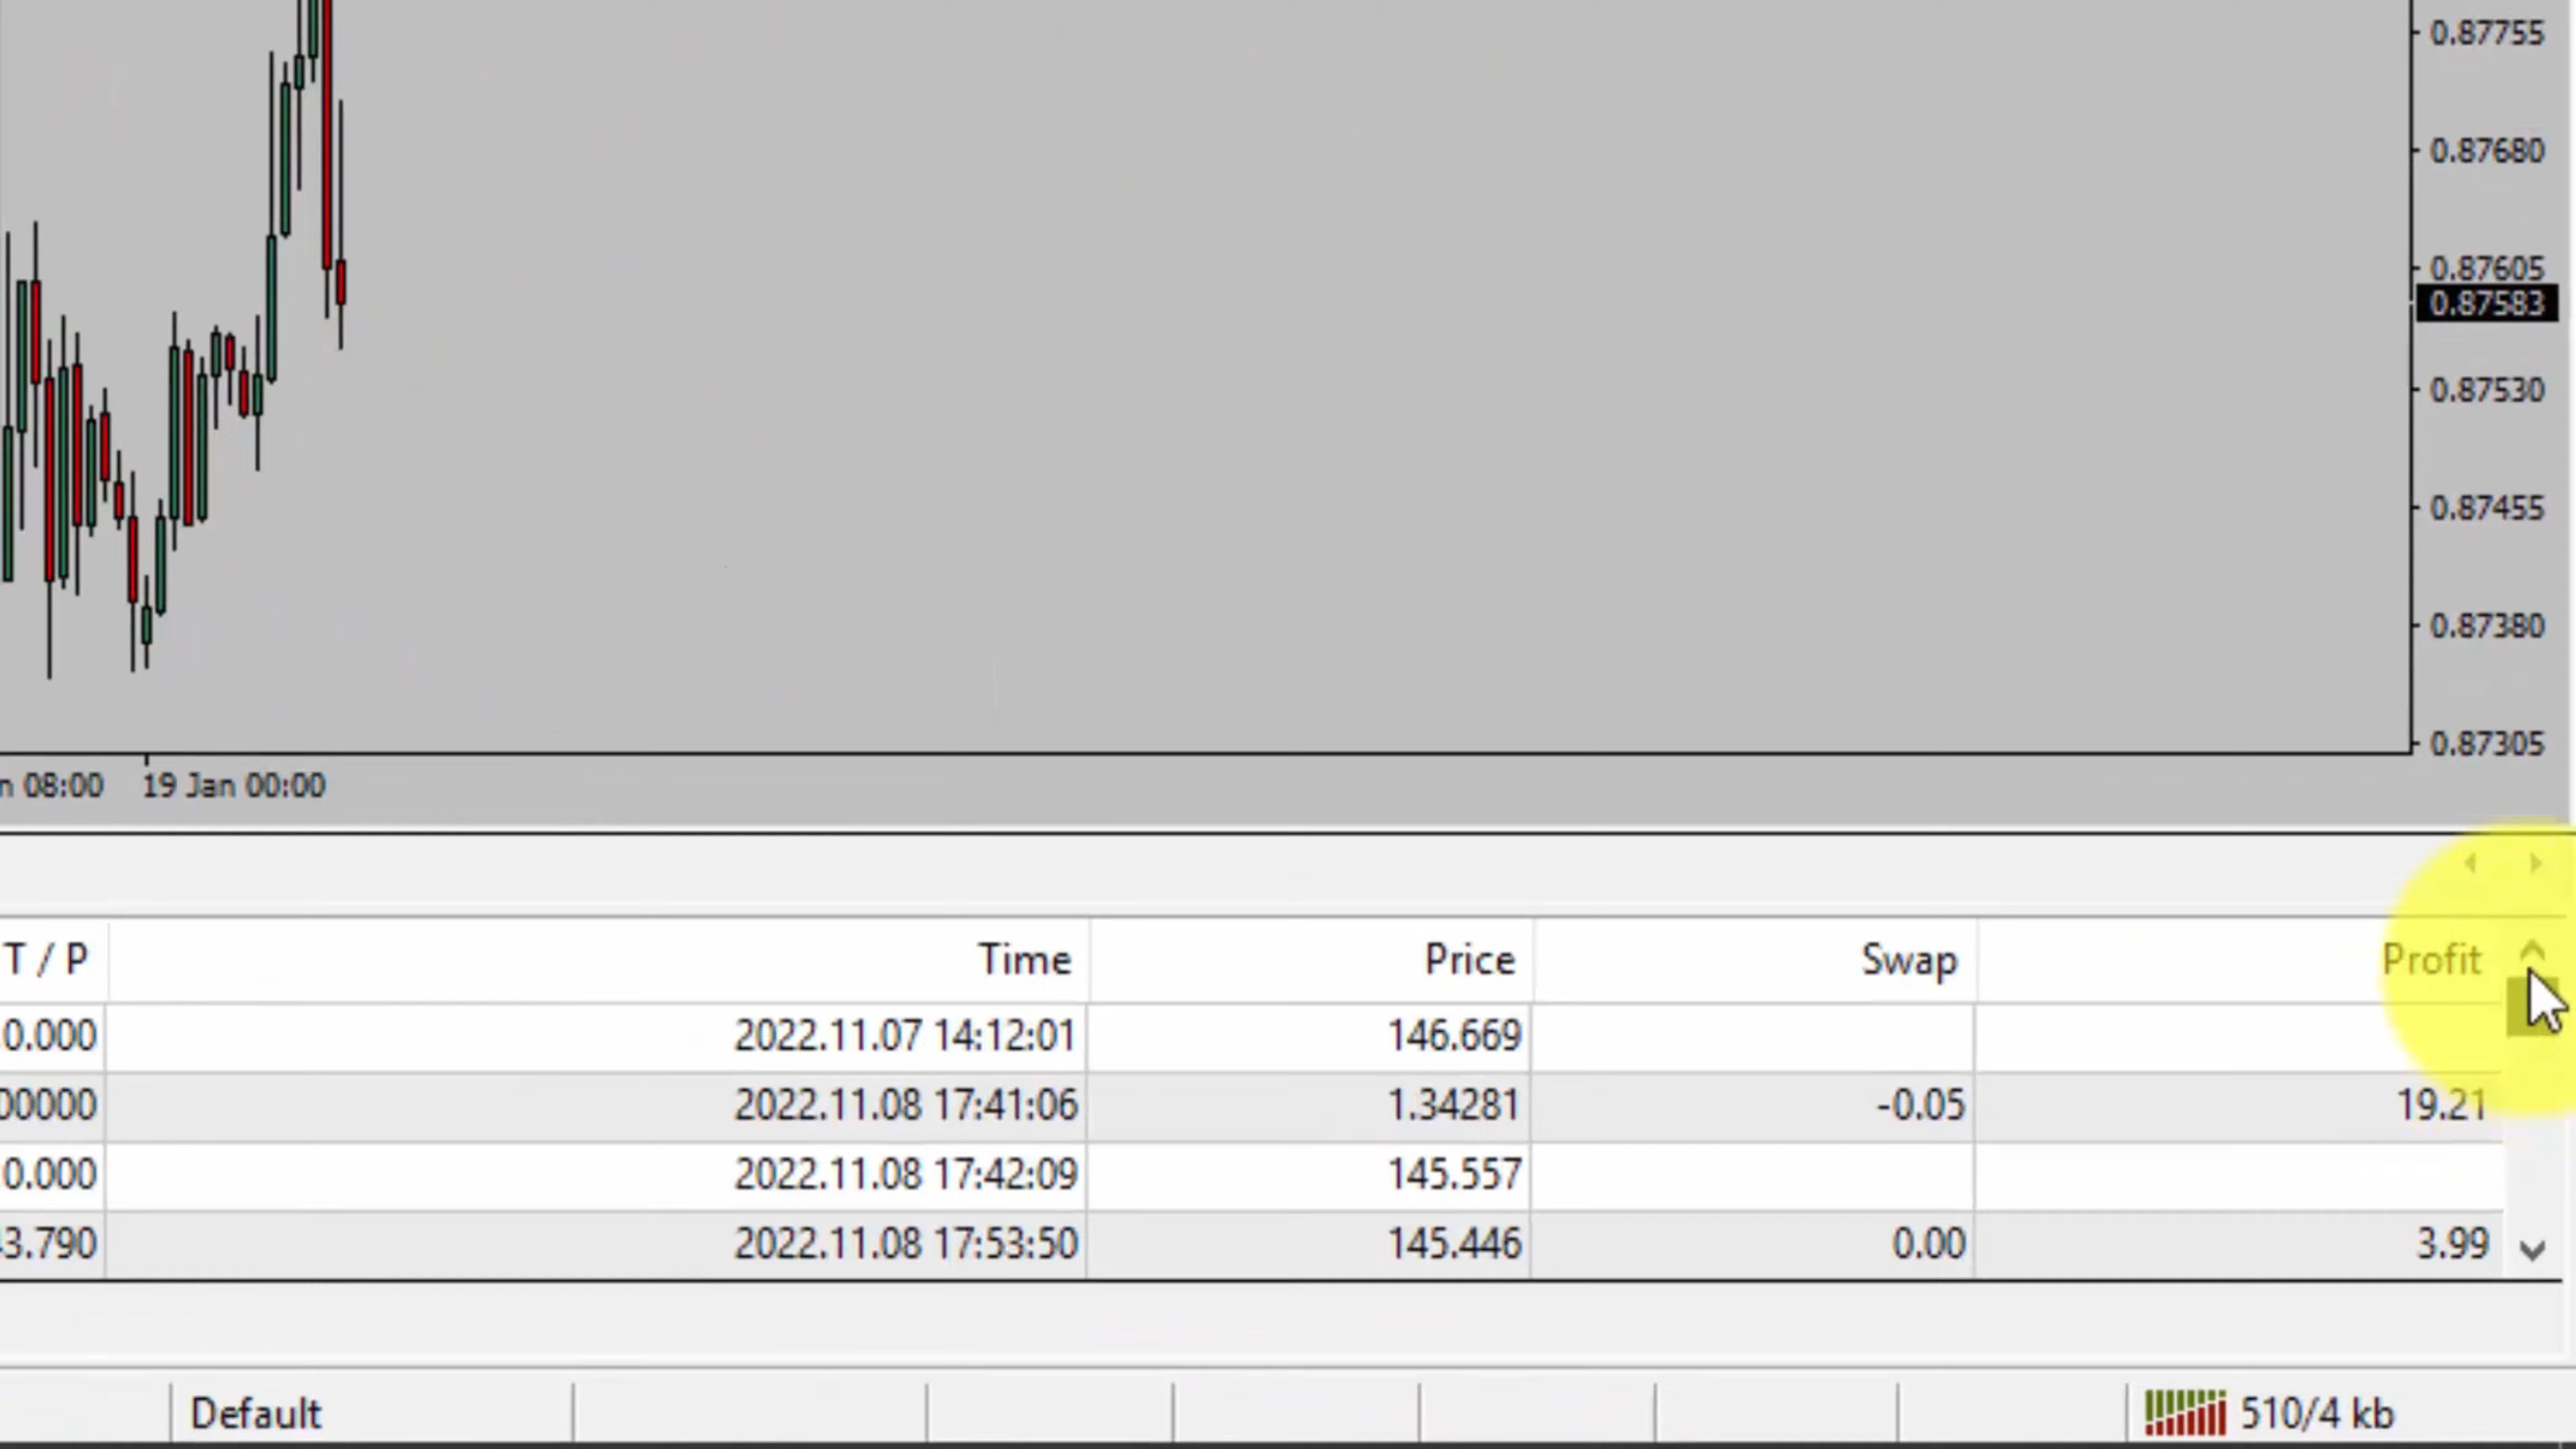 0.87755
0.87680
0.87605
0.87583
0.87530
0.87455
0.87380
0.87305
n 08:00 19 Jan 00:00
T / P Time Price Swap Profit
0.000 2022.11.07 14:12:01 146.669
00000 2022.11.08 17:41:06 1.34281 -0.05 19.21
0.000 2022.11.08 17:42:09 145.557
3.790 2022.11.08 17:53:50 145.446 0.00 3.99
Default 510/4 kb